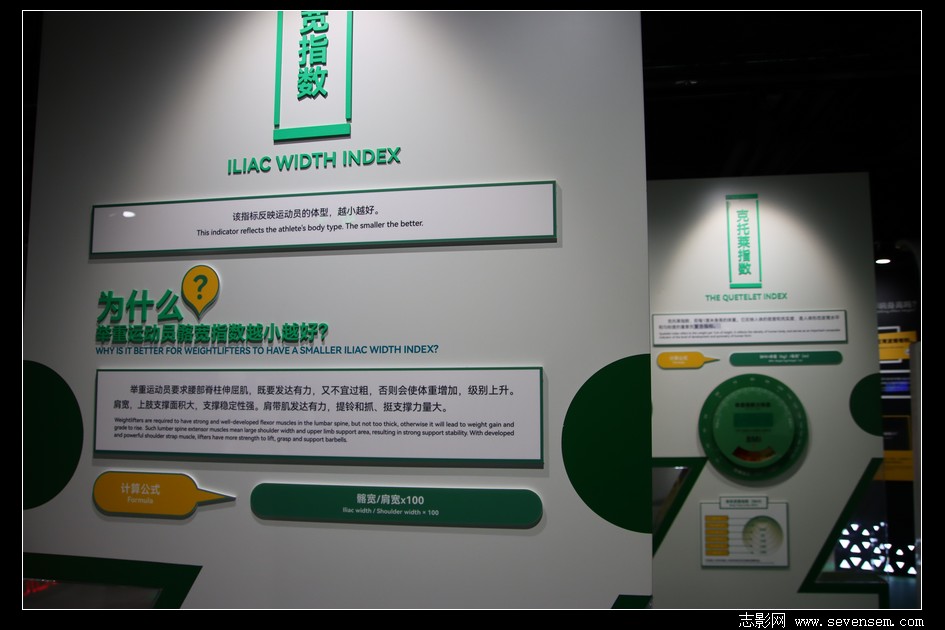 宽指数
ILIAC WIDTH INDEX
该指标反映运动员的体型，越小越好。
This indicator reflects the athlete's body type. The smaller the better.
为什么?
举重运动员髂宽指数越小越好?
WHY IS IT BETTER FOR WEIGHTLIFTERS TO HAVE A SMALLER ILIAC WIDTH INDEX?
举重运动员要求腰部脊柱伸屈肌，既要发达有力，又不宜过粗，否则会使体重增加，级别上升。
肩宽，上肢支撑面积大，支撑稳定性强。肩带肌发达有力，提铃和抓、挺支撑力量大。
Weightlifters are required to have strong and well-developed flexor muscles in the lumbar spine, but not too thick, otherwise it will lead to weight gain and
grade to rise. Such lumbar spine extensor muscles mean large shoulder width and upper limb support area, resulting in strong support stability. With developed
and powerful shoulder strap muscle, lifters have more strength to lift, grasp and support barbells.
计算公式
Formula
髂宽/肩宽x100
Iliac width / Shoulder width × 100
克托莱指数
THE QUETELET INDEX
志影网 www.sevensem.com